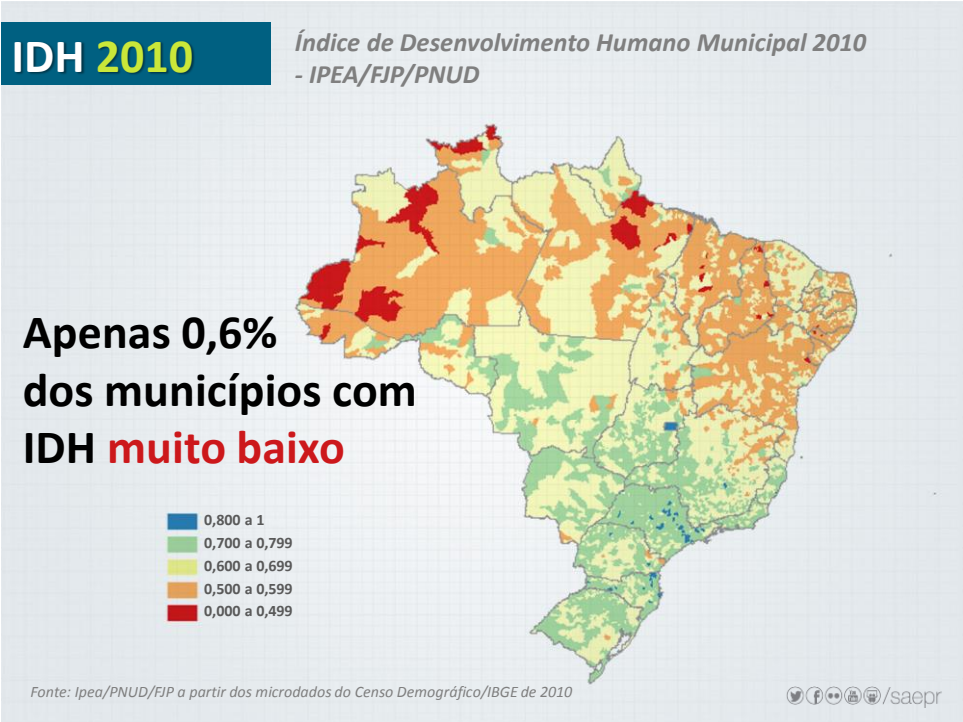 IDH 2010
Índice de Desenvolvimento Humano Municipal 2010
- IPEA/FJP/PNUD
Apenas 0,6%
dos municípios com
IDH muito baixo
0,800 a 1
0,700 a 0,799
0,600 a 0,699
0,500 a 0,599
0,000 a 0,499
Fonte: Ipea/PNUD/FJP a partir dos microdados do Censo Demográfico/IBGE de 2010
/saepr